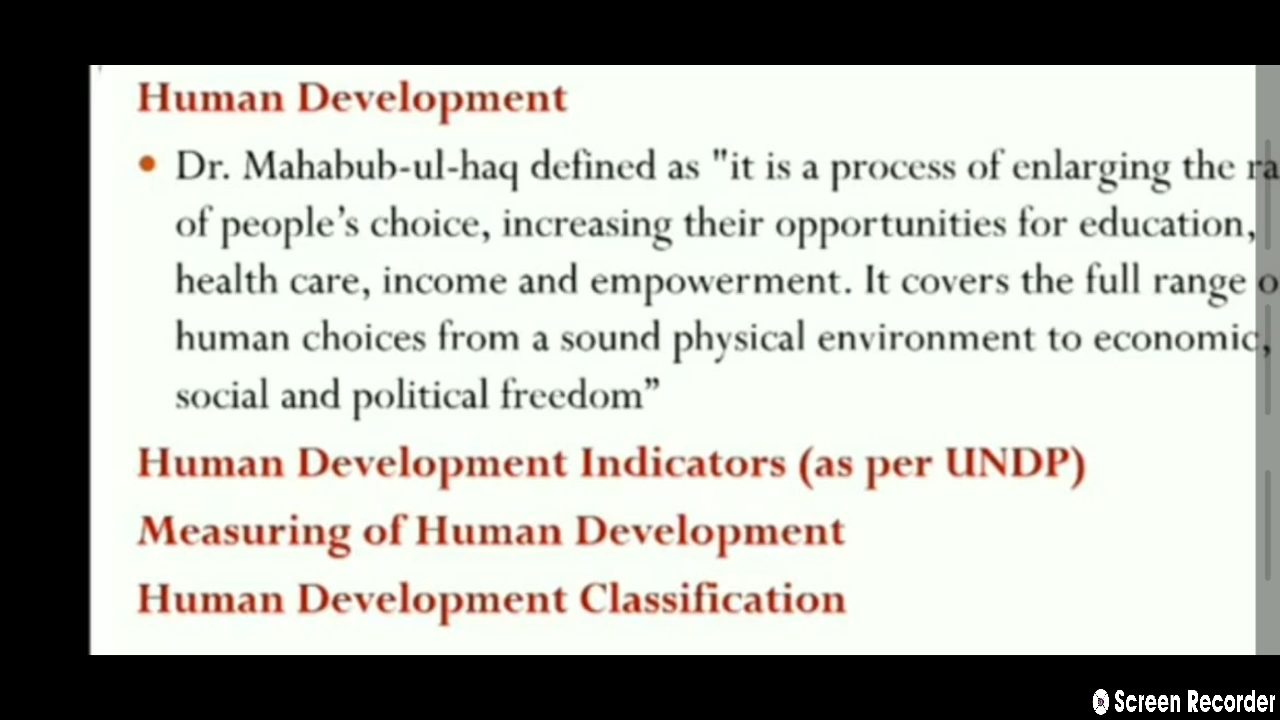 Human Development
• Dr. Mahabub-ul-haq defined as "it is a process of enlarging the
of people's choice, increasing their opportunities for education,
health care, income and empowerment. It covers the full range
human choices from a sound physical environment to economic,
social and political freedom”
Human Development Indicators (as per UNDP)
Measuring of Human Development
Human Development Classification
Screen Recorder